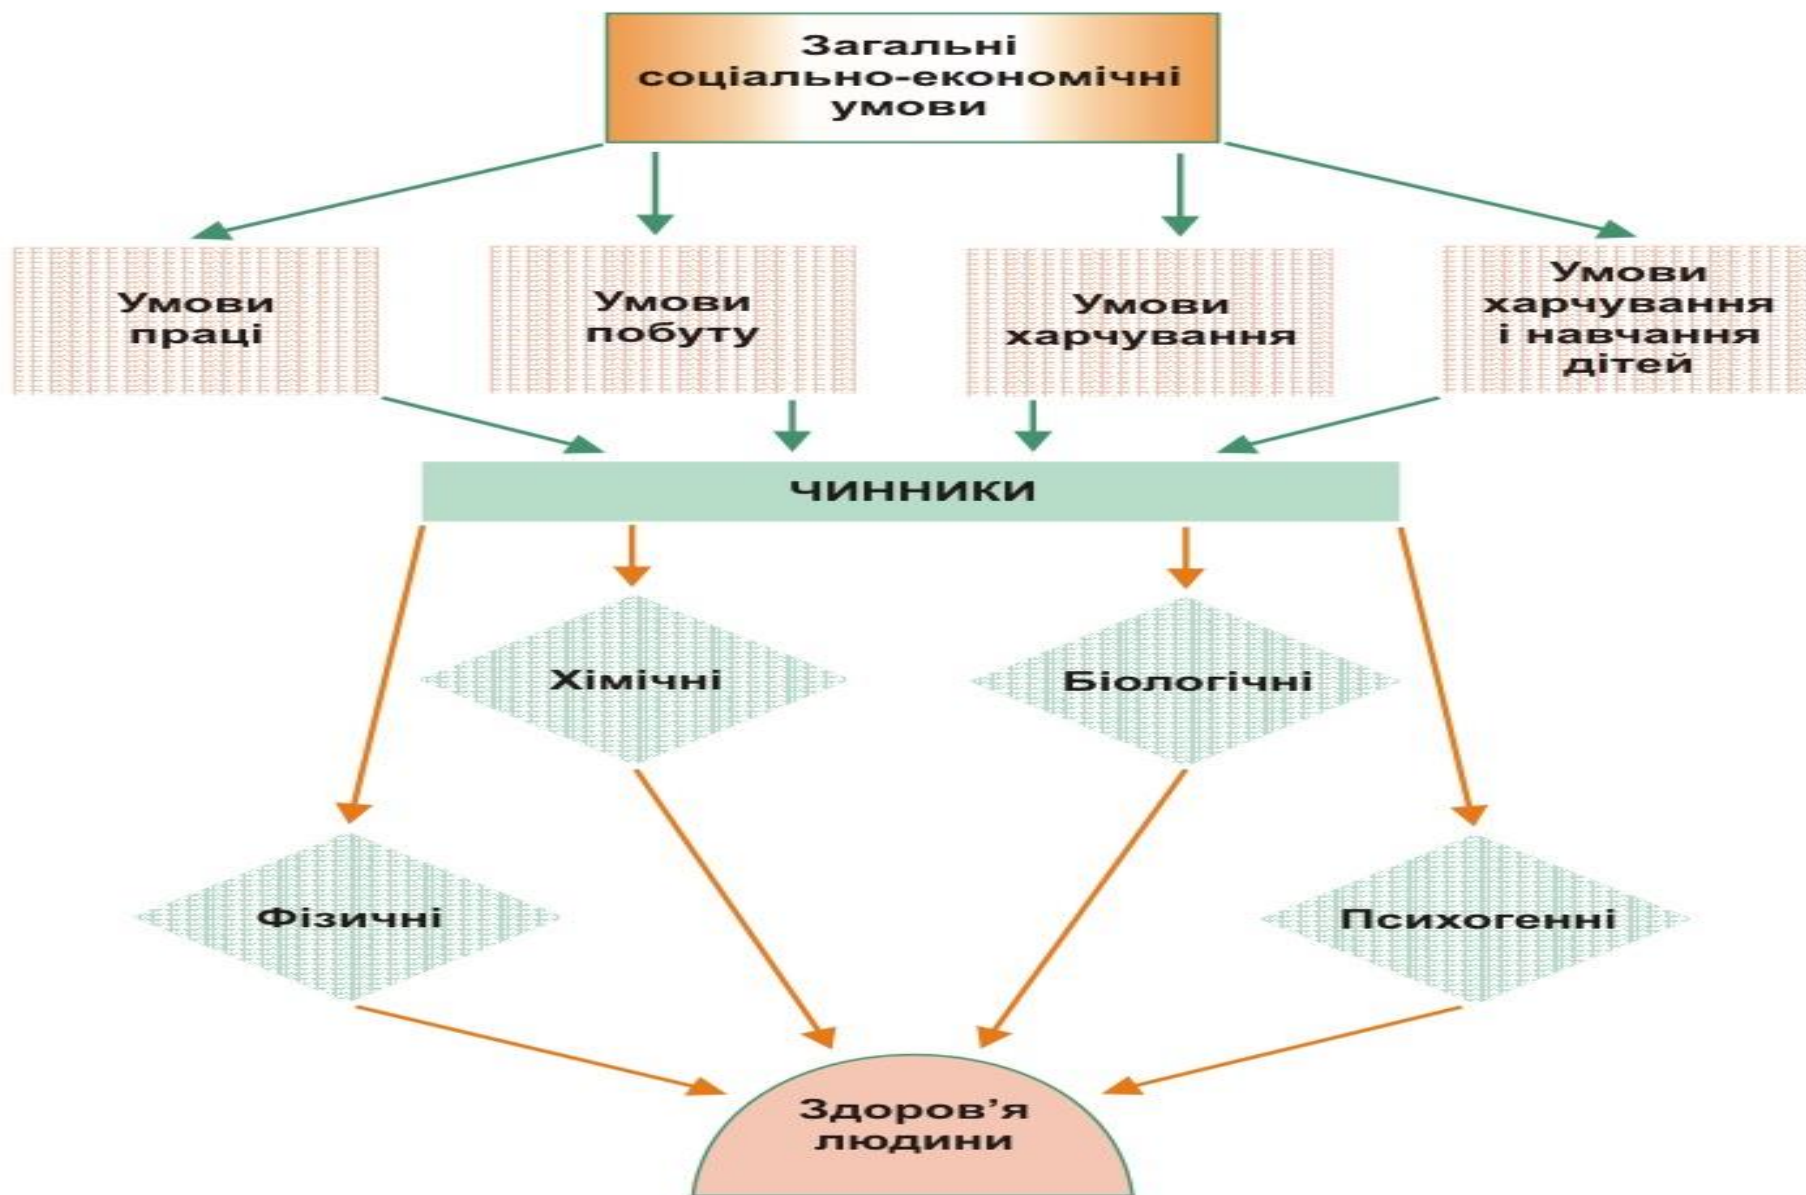 Загальні
соціально-економічні
умови
Умови
праці
Умови
побуту
Умови
харчування
Умови
харчування
і навчання
дітей
ЧИННИКИ
Хімічні
Біологічні
Фізичні
Психогенні
Здоров’я
людини